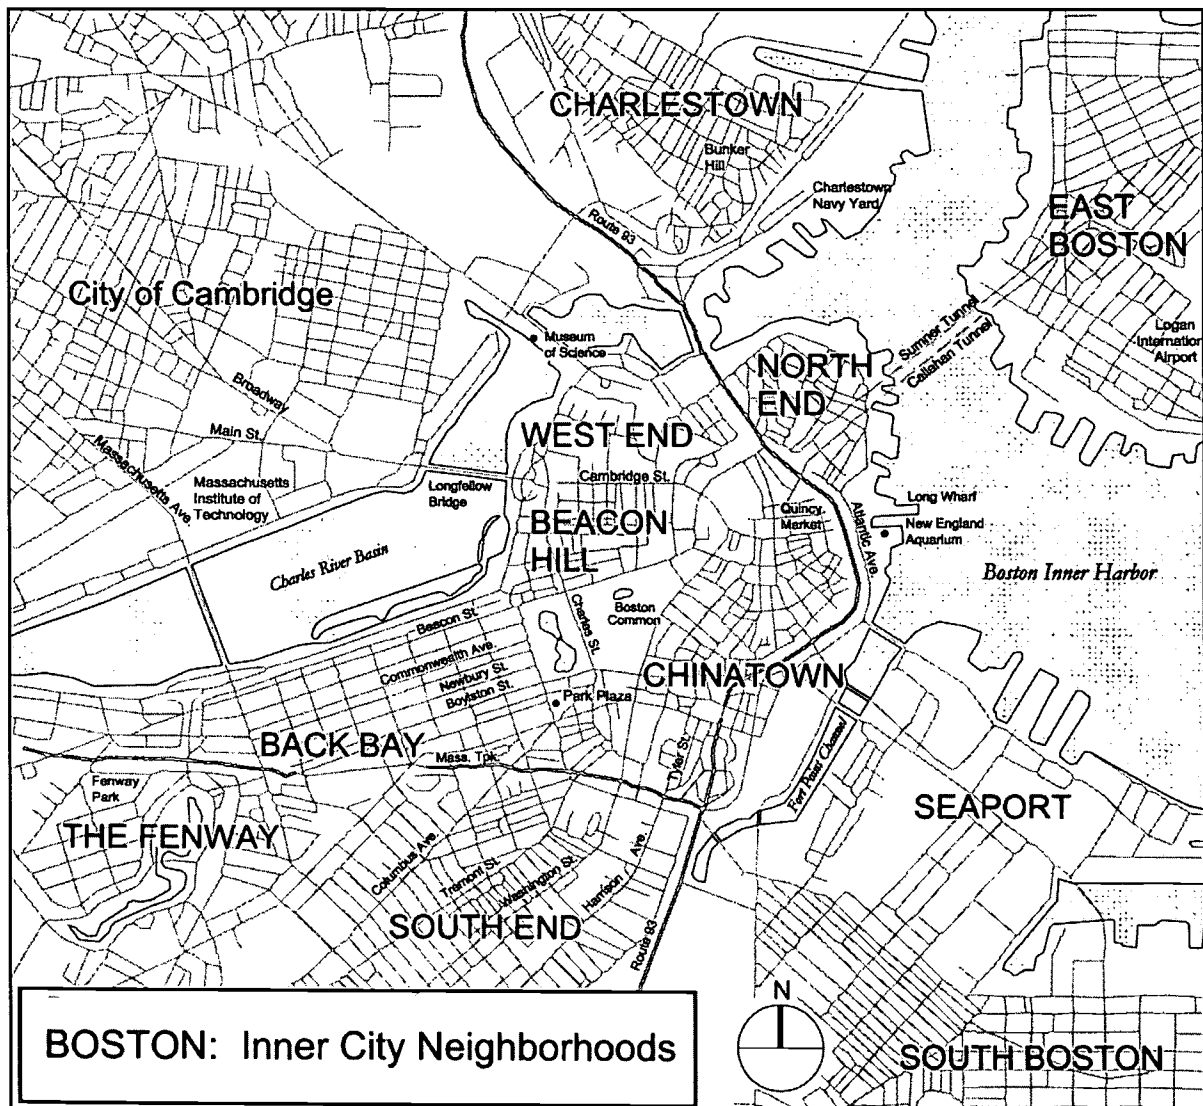 CHARLESTOWN
Bunker
Hill
Charlestown
Navy Yard
EAST
BOSTON
Route 93
City of Cambridge
Sumner Tunnel
Callahan Tunnel
Logan
Internation
Airport
Museum
of Science
NORTH
END
Broadway
Main St.
Massachusetts Ave.
WEST END
Cambridge St.
Massachusetts
Institute of
Technology
Longfellow
Bridge
Quincy
Market
Atlantic Ave.
Long Wharf
New England
Aquarium
BEACON
HILL
Charles River Basin
Boston Inner Harbor
Beacon St.
Charles St.
Boston
Common
Commonwealth Ave.
Newbury St.
Boylston St.
CHINATOWN
Park Plaza
BACK BAY
Mass. Tpk.
Tyler St.
Fort Point Channel
Fenway
Park
THE FENWAY
SEAPORT
Columbus Ave.
Tremont St.
Washington St.
Harrison Ave.
SOUTH END
Route 93
N
BOSTON: Inner City Neighborhoods
SOUTH BOSTON